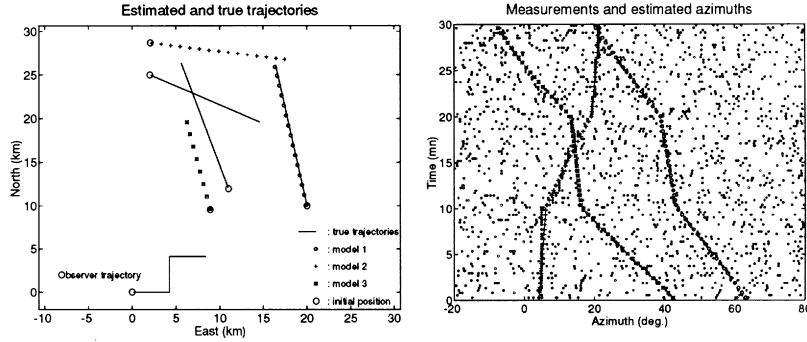 Estimated and true trajectories
30
25
20
15
10
5
0
North (km)
Observer trajectory
: true trajectories
: model 1
: model 2
: model 3
: initial position
-10
-5
0
5
10
15
20
25
30
East (km)
Measurements and estimated azimuths
30
25
20
15
10
5
0
Time (mn)
-20
0
20
40
60
80
Azimuth (deg.)